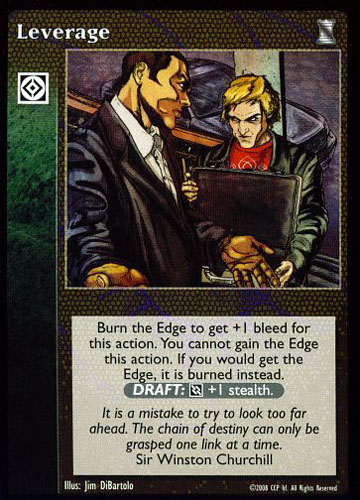 Leverage
Burn the Edge to get +1 bleed for
this action. You cannot gain the Edge
this action. If you would get the
Edge, it is burned instead.
DRAFT: +1 stealth.
It is a mistake to try to look too far
ahead. The chain of destiny can only be
grasped one link at a time.
Sir Winston Churchill
Illus: Jim DiBartolo
©2008 CCP hf. All Rights Reserved